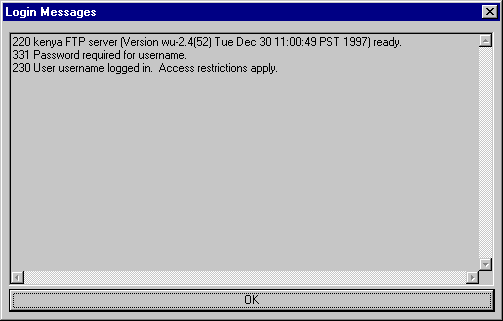 Login Messages
220 kenya FTP server (Version wu-2.4(52) Tue Dec 30 11:00:49 PST 1997) ready.
331 Password required for username.
230 User username logged in.  Access restrictions apply.
OK